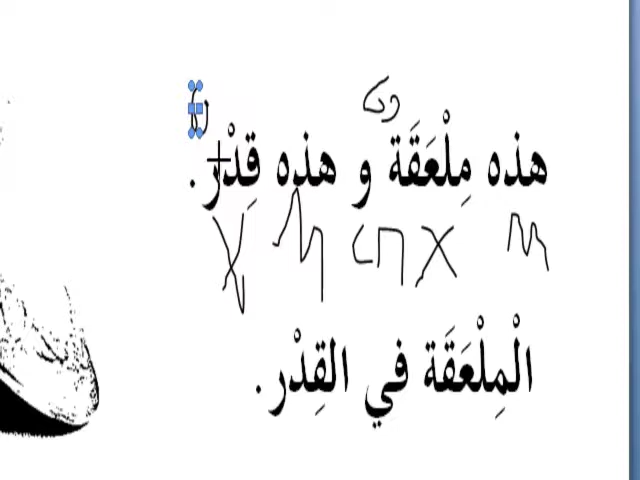 هذه مِلْعَقَة و هذه قِدْر.
الْمِلْعَقَة في القِدْر.